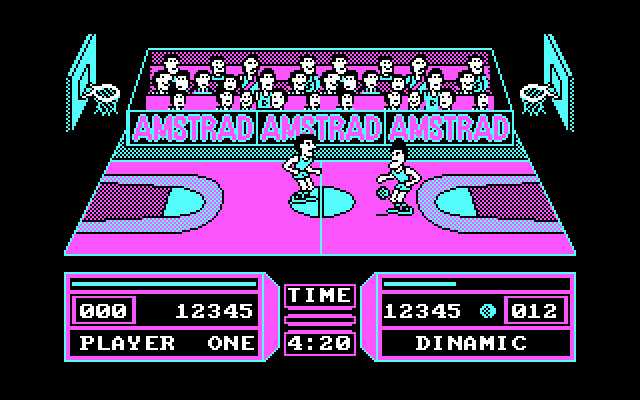 AMSTRAD AMSTRAD AMSTRAD
TIME
000 12345
12345 012
PLAYER ONE
4:20
DINAMIC